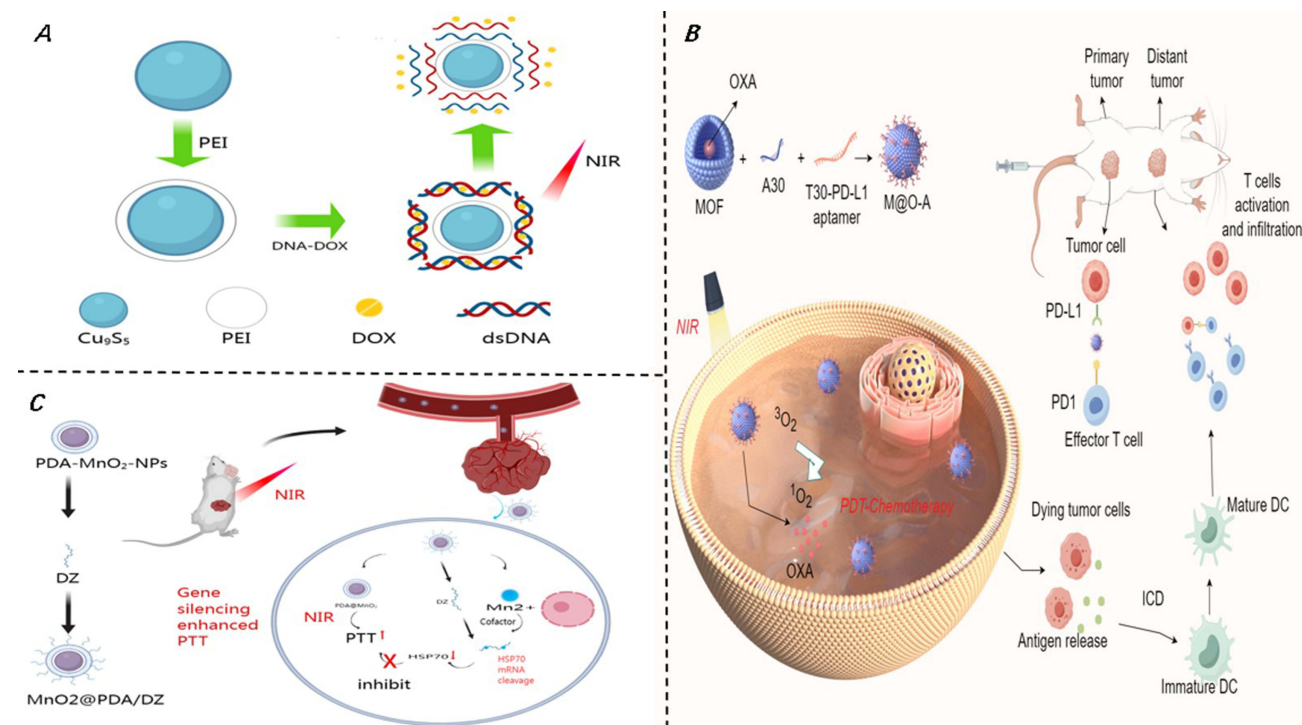 A
PEI
NIR
DNA-DOX
Cu₉S₅
PEI
DOX
dsDNA
B
Primary
tumor
Distant
tumor
OXA
MOF
+
A30
+
T30-PD-L1
aptamer
M@O-A
T cells
activation
and infiltration
Tumor cell
PD-L1
PD1
Effector T cell
NIR
³O₂
¹O₂
PDT-Chemotherapy
OXA
Dying tumor cells
Antigen release
ICD
Mature DC
Immature DC
C
PDA-MnO₂-NPs
DZ
MnO2@PDA/DZ
NIR
Gene
silencing
enhanced
PTT
PDA@MnO₂
NIR
PTT
DZ
Mn2+
Cofactor
HSP70
HSP70
mRNA
cleavage
X
inhibit